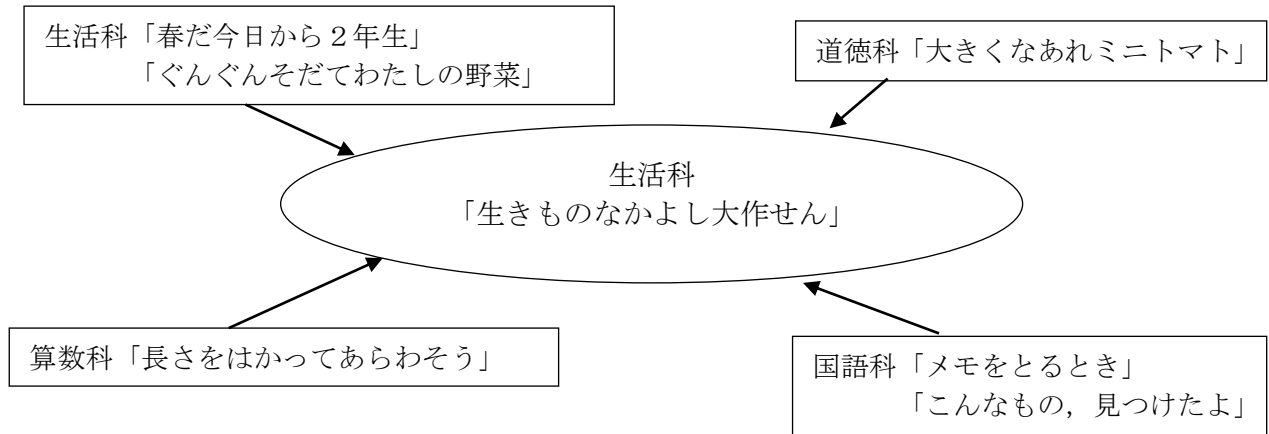 生活科「春だ今日から２年生」
「ぐんぐんそだてわたしの野菜」
道徳科「大きくなあれミニトマト」
生活科
「生きものなかよし大作せん」
算数科「長さをはかってあらわそう」
国語科「メモをとるとき」
「こんなもの，見つけたよ」